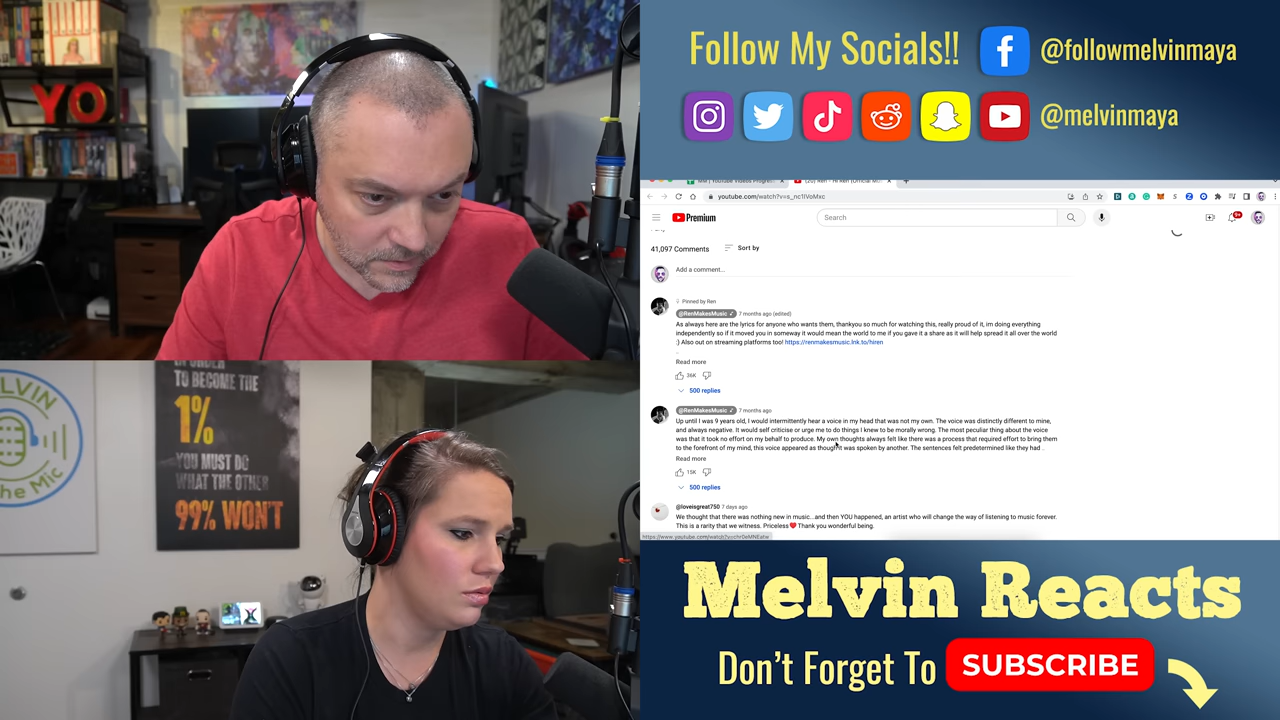 YO
Follow My Socials!!
@followmelvinmaya
@melvinmaya
youtube.com/watch?v=s_nc1IVoMxc
Premium
Search
9+
41,097 Comments
Sort by
Add a comment...
Pinned by Ren
@RenMakesMusic 7 months ago (edited)
As always here are the lyrics for anyone who wants them, thankyou so much for watching this, really proud of it, im doing everything
independently so if it moved you in someway it would mean the world to me if you gave it a share as it will help spread it all over the world
:) Also out on streaming platforms too! https://renmakesmusic.lnk.to/hiren
Read more
36K
500 replies
@RenMakesMusic 7 months ago
Up until I was 9 years old, I would intermittently hear a voice in my head that was not my own. The voice was distinctly different to mine,
and always negative. It would self criticise or urge me to do things I knew to be morally wrong. The most peculiar thing about the voice
was that it took no effort on my behalf to produce. My own thoughts always felt like there was a process that required effort to bring them
to the forefront of my mind, this voice appeared as thought was spoken by another. The sentences felt predetermined like they had
Read more
15K
500 replies
@loveisgreat750 7 days ago
We thought that there was nothing new in music...and then YOU happened, an artist who will change the way of listening to music forever.
This is a rarity that we witness. Priceless❤️Thank you wonderful being.
MELVIN
the Mic
IN ORDER
TO BECOME THE
1%
YOU MUST DO
WHAT THE OTHER
99% WON'T
Melvin Reacts
Don't Forget To SUBSCRIBE